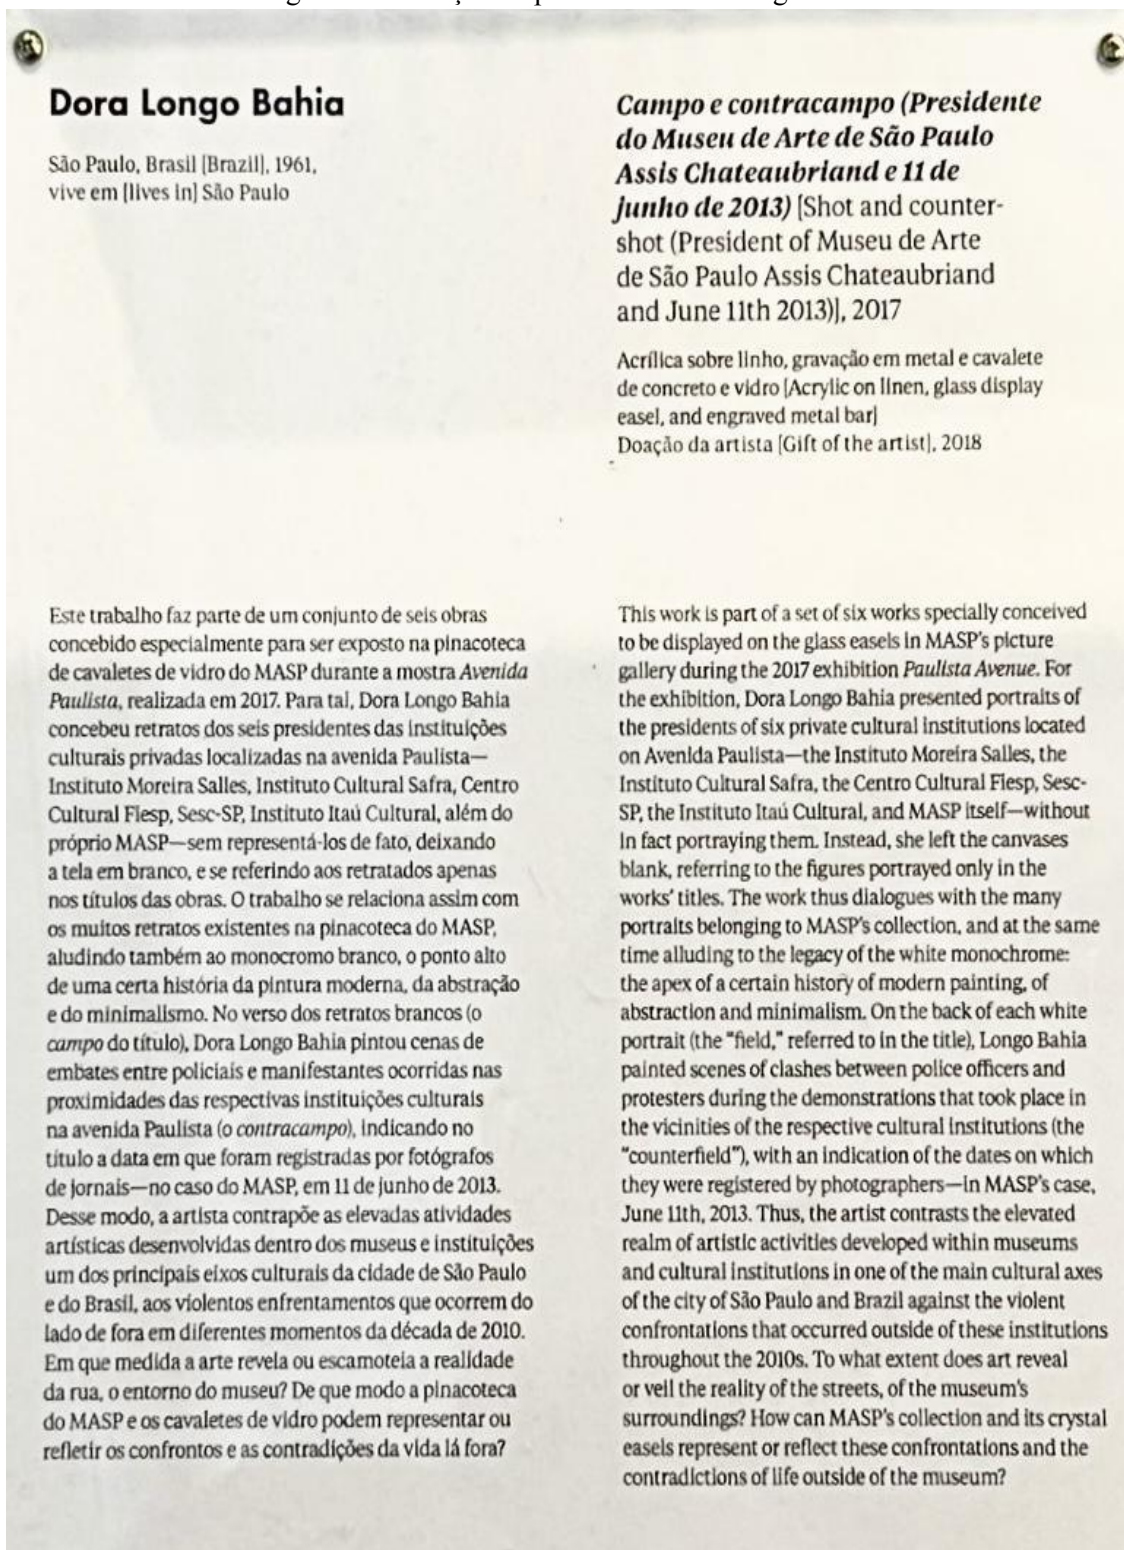 Dora Longo Bahia
São Paulo, Brasil [Brazil], 1961,
vive em [lives in] São Paulo
Campo e contracampo (Presidente
do Museu de Arte de São Paulo
Assis Chateaubriand e 11 de
junho de 2013) [Shot and counter-
shot (President of Museu de Arte
de São Paulo Assis Chateaubriand
and June 11th 2013)], 2017
Acrílica sobre linho, gravação em metal e cavalete
de concreto e vidro [Acrylic on linen, glass display
easel, and engraved metal bar]
Doação da artista [Gift of the artist], 2018
Este trabalho faz parte de um conjunto de seis obras
concebido especialmente para ser exposto na pinacoteca
de cavaletes de vidro do MASP durante a mostra Avenida
Paulista, realizada em 2017. Para tal, Dora Longo Bahia
concebeu retratos dos seis presidentes das instituições
culturais privadas localizadas na avenida Paulista—
Instituto Moreira Salles, Instituto Cultural Safra, Centro
Cultural Fiesp, Sesc-SP, Instituto Itaú Cultural, além do
próprio MASP—sem representá-los de fato, deixando
a tela em branco, e se referindo aos retratados apenas
nos títulos das obras. O trabalho se relaciona assim com
os muitos retratos existentes na pinacoteca do MASP,
aludindo também ao monocromo branco, o ponto alto
de uma certa história da pintura moderna, da abstração
e do minimalismo. No verso dos retratos brancos (o
campo do título), Dora Longo Bahia pintou cenas de
embates entre policiais e manifestantes ocorridas nas
proximidades das respectivas instituições culturais
na avenida Paulista (o contracampo), indicando no
título a data em que foram registradas por fotógrafos
de jornais—no caso do MASP, em 11 de junho de 2013.
Desse modo, a artista contrapõe as elevadas atividades
artísticas desenvolvidas dentro dos museus e instituições
um dos principais eixos culturais da cidade de São Paulo
e do Brasil, aos violentos enfrentamentos que ocorrem do
lado de fora em diferentes momentos da década de 2010.
Em que medida a arte revela ou escamoteia a realidade
da rua, o entorno do museu? De que modo a pinacoteca
do MASP e os cavaletes de vidro podem representar ou
refletir os confrontos e as contradições da vida lá fora?
This work is part of a set of six works specially conceived
to be displayed on the glass easels in MASP's picture
gallery during the 2017 exhibition Paulista Avenue. For
the exhibition, Dora Longo Bahia presented portraits of
the presidents of six private cultural institutions located
on Avenida Paulista—the Instituto Moreira Salles, the
Instituto Cultural Safra, the Centro Cultural Fiesp, Sesc-
SP, the Instituto Itaú Cultural, and MASP itself—without
in fact portraying them. Instead, she left the canvases
blank, referring to the figures portrayed only in the
works' titles. The work thus dialogues with the many
portraits belonging to MASP's collection, and at the same
time alluding to the legacy of the white monochrome:
the apex of a certain history of modern painting, of
abstraction and minimalism. On the back of each white
portrait (the "field," referred to in the title), Longo Bahia
painted scenes of clashes between police officers and
protesters during the demonstrations that took place in
the vicinities of the respective cultural institutions (the
"counterfield"), with an indication of the dates on which
they were registered by photographers—in MASP's case,
June 11th, 2013. Thus, the artist contrasts the elevated
realm of artistic activities developed within museums
and cultural institutions in one of the main cultural axes
of the city of São Paulo and Brazil against the violent
confrontations that occurred outside of these institutions
throughout the 2010s. To what extent does art reveal
or veil the reality of the streets, of the museum's
surroundings? How can MASP's collection and its crystal
easels represent or reflect these confrontations and the
contradictions of life outside of the museum?